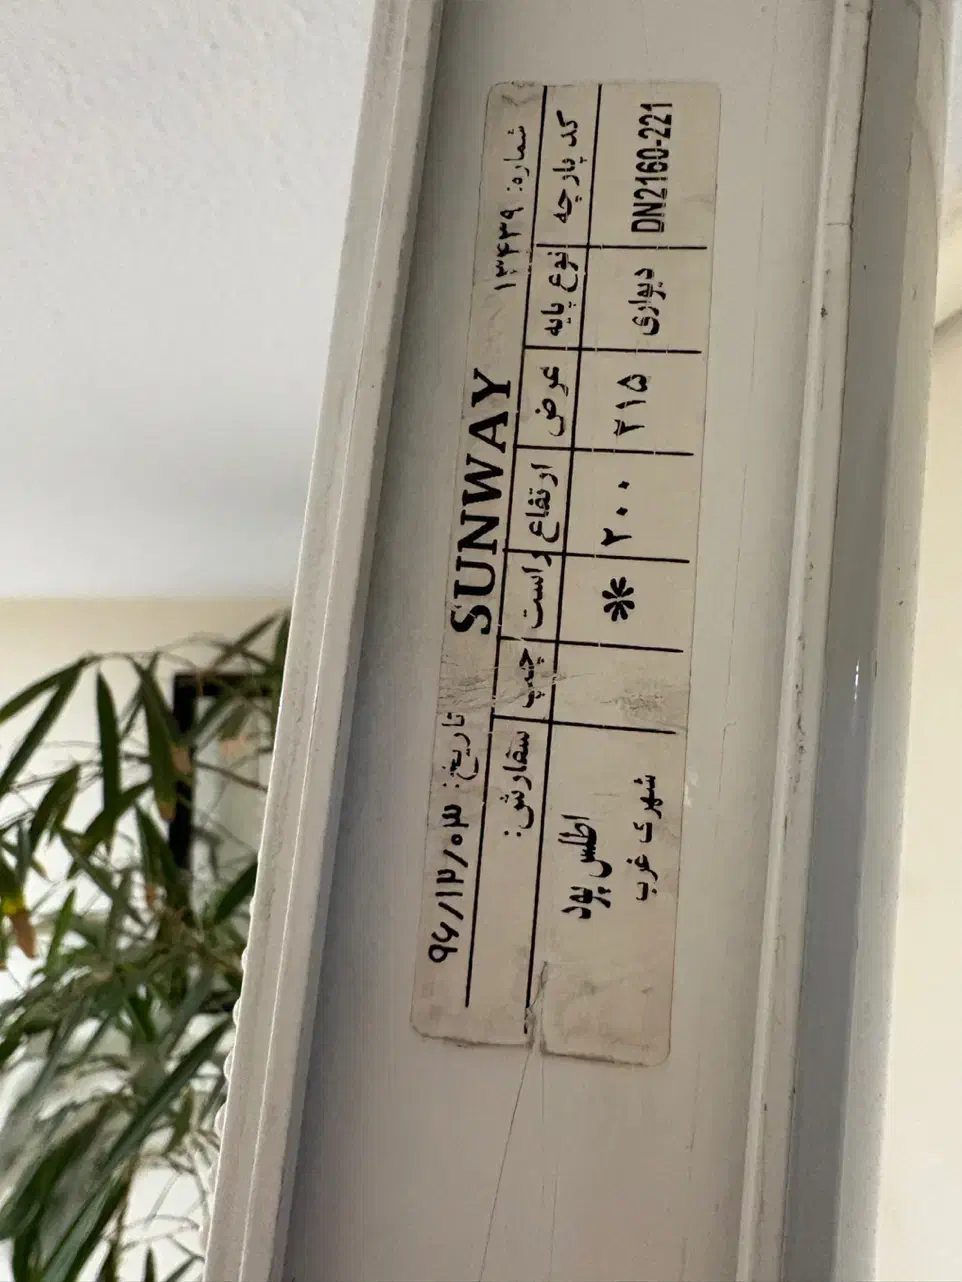 شماره: ۱۳۴۳۹ SUNWAY تاریخ: ۹۶/۱۲/۰۳
کد پارچه نوع پایه عرض ارتفاع راست چپ سفارش:
DN2160-221 دیواری ۲۱۵ ۲۰۰ * اطلس پود
شهرک غرب